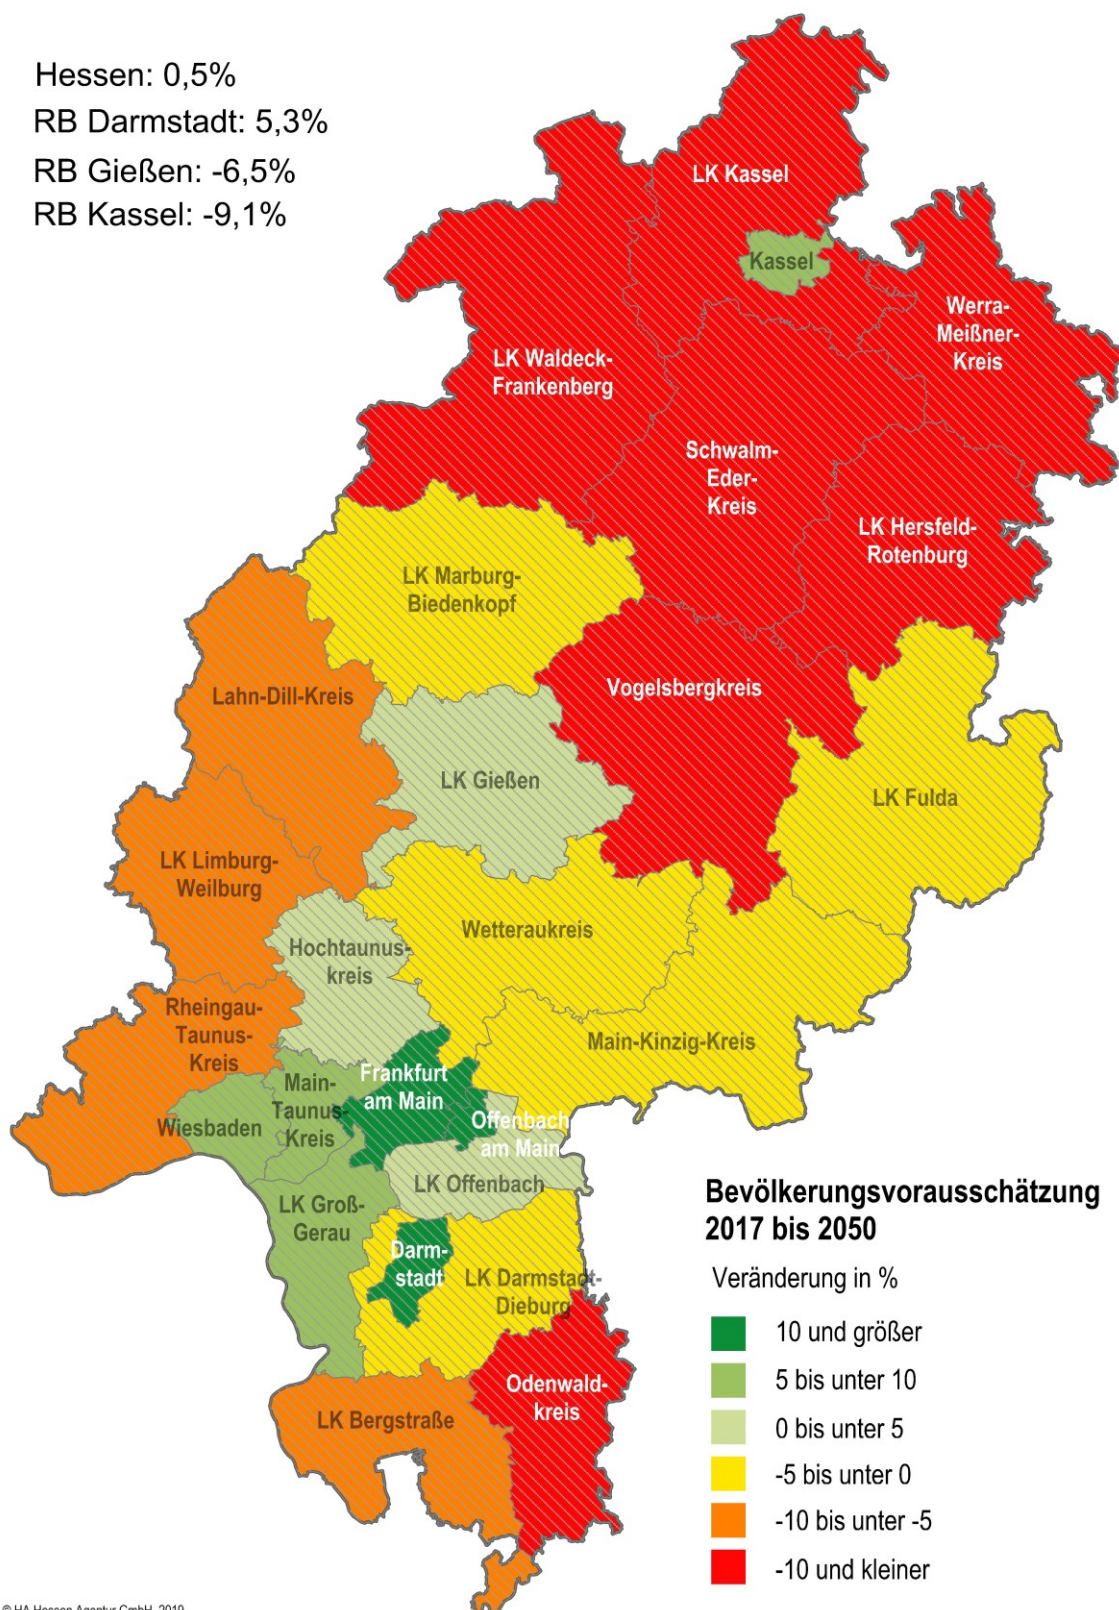 Hessen: 0,5%
RB Darmstadt: 5,3%
RB Gießen: -6,5%
RB Kassel: -9,1%
LK Kassel
Kassel
Werra-
Meißner-
Kreis
LK Waldeck-
Frankenberg
Schwalm-
Eder-
Kreis
LK Hersfeld-
Rotenburg
LK Marburg-
Biedenkopf
Lahn-Dill-Kreis
Vogelsbergkreis
LK Gießen
LK Fulda
LK Limburg-
Weilburg
Wetteraukreis
Hochtaunus-
kreis
Rheingau-
Taunus-
Kreis
Main-Kinzig-Kreis
Main-
Taunus-
Kreis
Frankfurt
am Main
Wiesbaden
Offenbach
am Main
LK Offenbach
LK Groß-
Gerau
Darm-
stadt
LK Darmstadt-
Dieburg
Odenwald-
kreis
LK Bergstraße
Bevölkerungsvorausschätzung
2017 bis 2050
Veränderung in %
10 und größer
5 bis unter 10
0 bis unter 5
-5 bis unter 0
-10 bis unter -5
-10 und kleiner
© HA Hessen Agentur GmbH, 2019